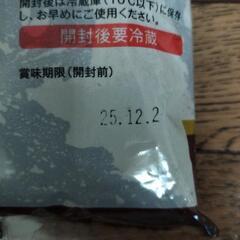 開封後は冷蔵庫(10℃以下)に保存
し、お早めにご使用ください。
開封後要冷蔵
賞味期限(開封前)
25.12.2